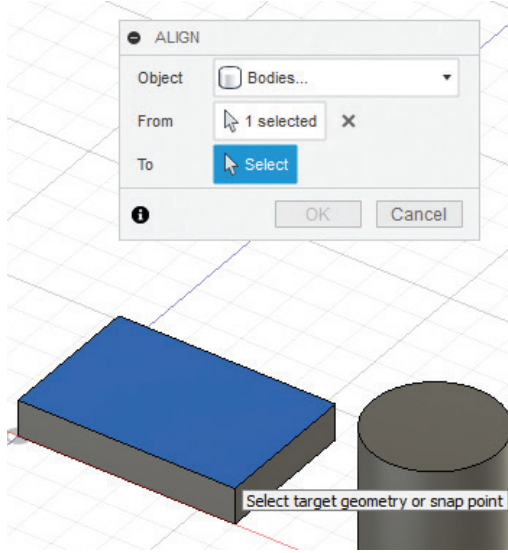 ALIGN
Object Bodies...
From 1 selected
To Select
OK Cancel
Select target geometry or snap point